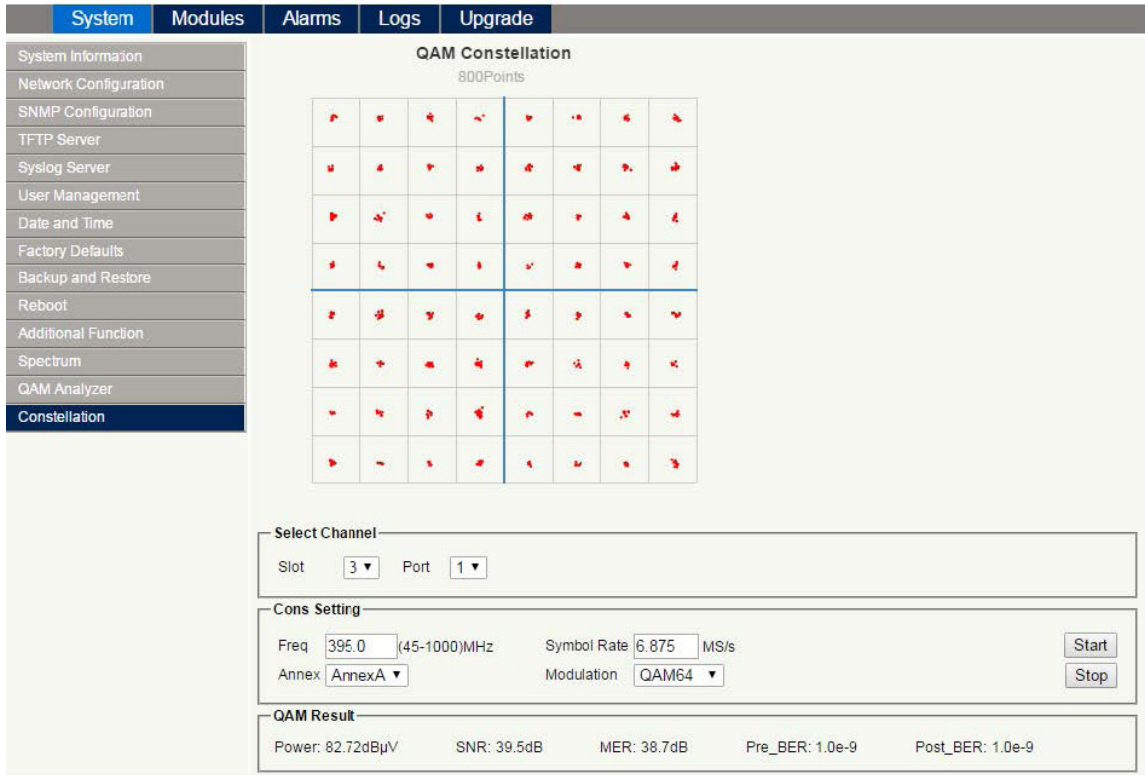 System Modules Alarms Logs Upgrade
System Information
Network Configuration
SNMP Configuration
TFTP Server
Syslog Server
User Management
Date and Time
Factory Defaults
Backup and Restore
Reboot
Additional Function
Spectrum
QAM Analyzer
Constellation
QAM Constellation
800Points
Select Channel
Slot 3 Port 1
Cons Setting
Freq 395.0 (45-1000)MHz Symbol Rate 6.875 MS/s Start
Annex AnnexA Modulation QAM64 Stop
QAM Result
Power: 82.72dBµV SNR: 39.5dB MER: 38.7dB Pre_BER: 1.0e-9 Post_BER: 1.0e-9